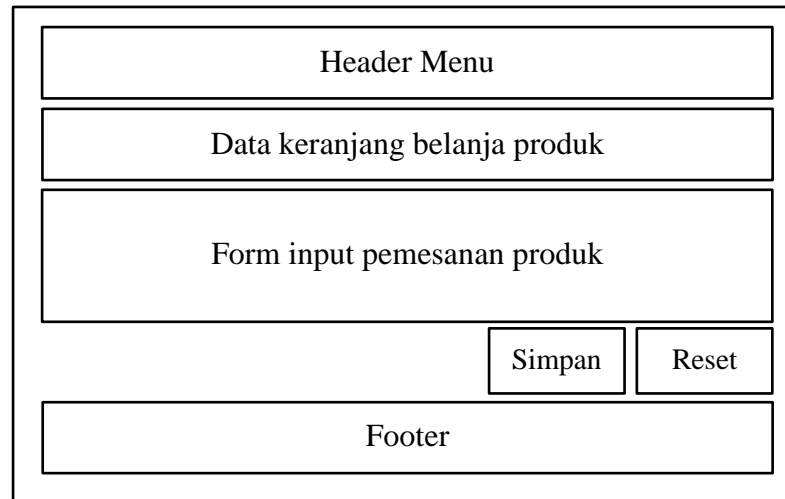 Header Menu
Data keranjang belanja produk
Form input pemesanan produk
Simpan
Reset
Footer